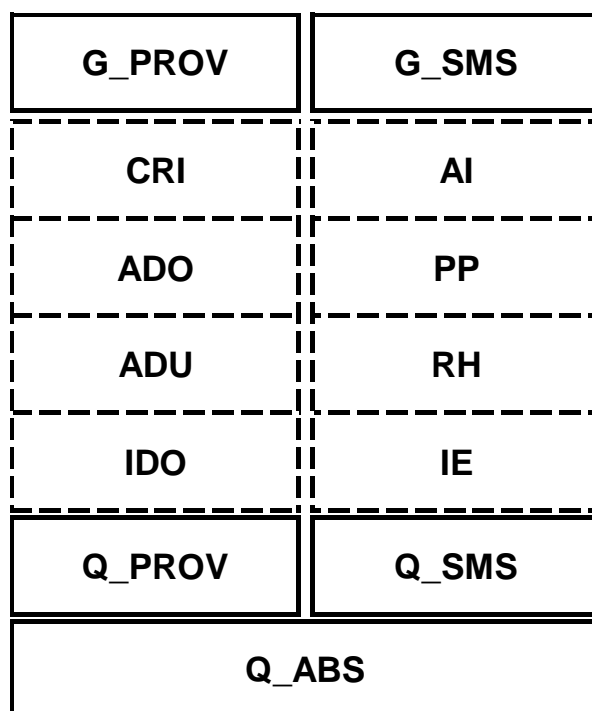 G_PROV G_SMS
CRI AI
ADO PP
ADU RH
IDO IE
Q_PROV Q_SMS
Q_ABS